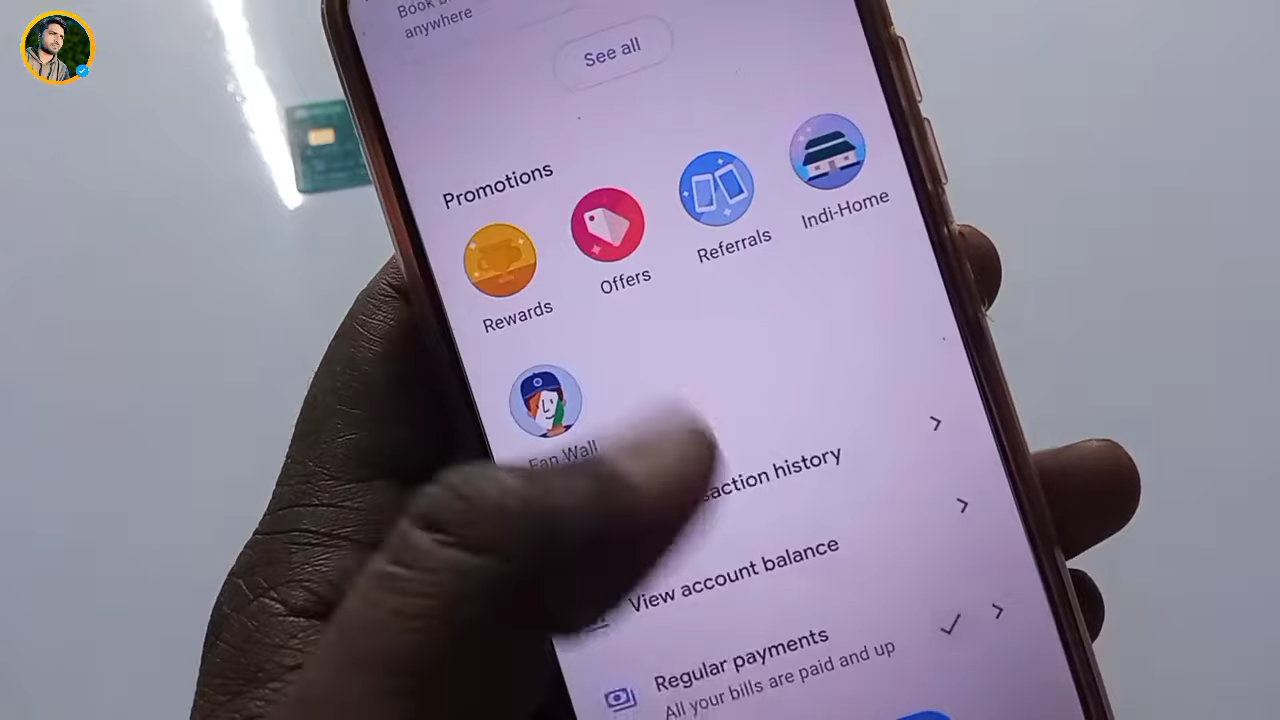 Book
anywhere
See all
Promotions
Rewards
Offers
Referrals
Indi-Home
Fan Wall
saction history
View account balance
Regular payments
All your bills are paid and up